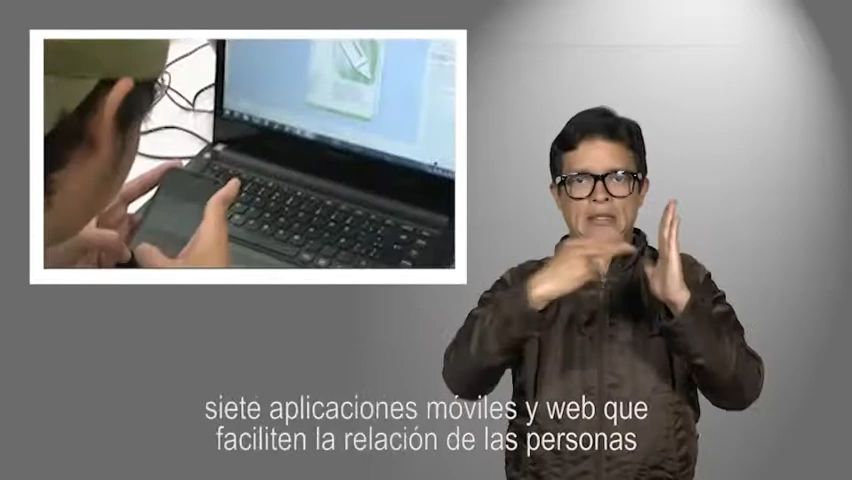 siete aplicaciones móviles y web que
faciliten la relación de las personas